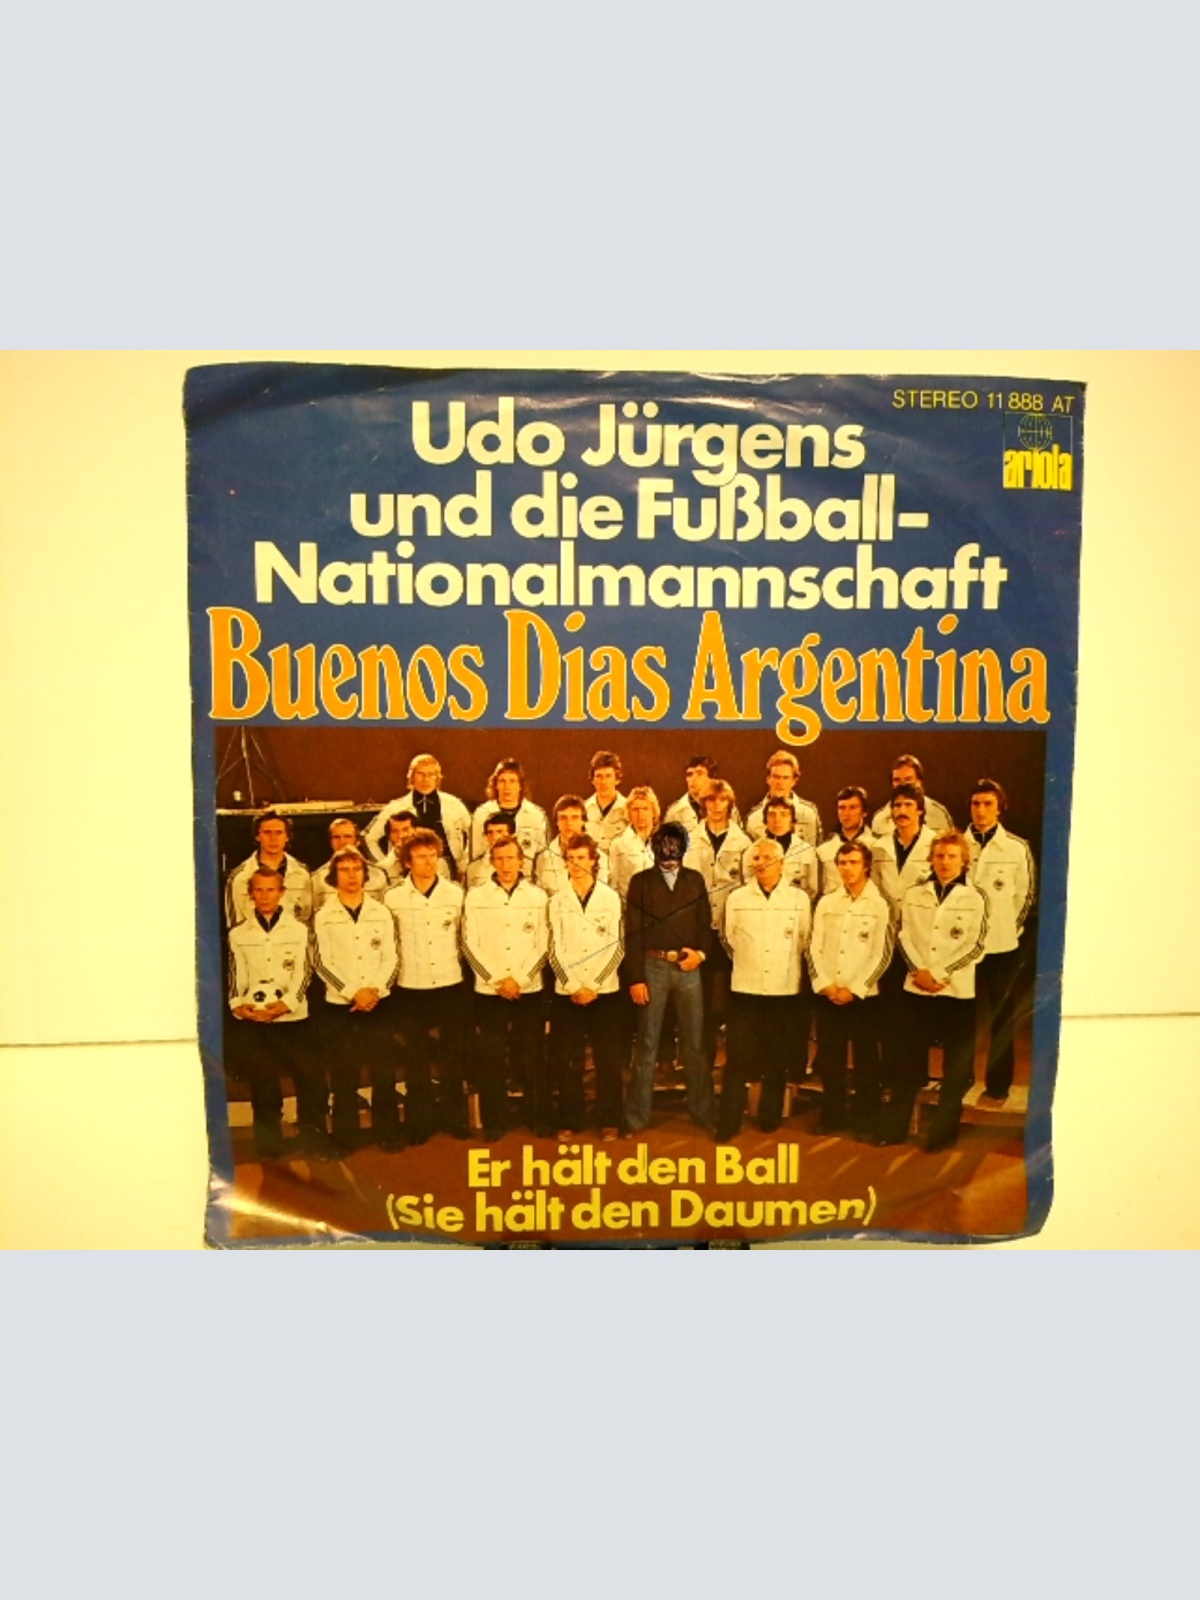 STEREO 11 888 AT
ariola
Udo Jürgens
und die Fußball-
Nationalmannschaft
Buenos Dias Argentina
Er hält den Ball
(Sie hält den Daumen)